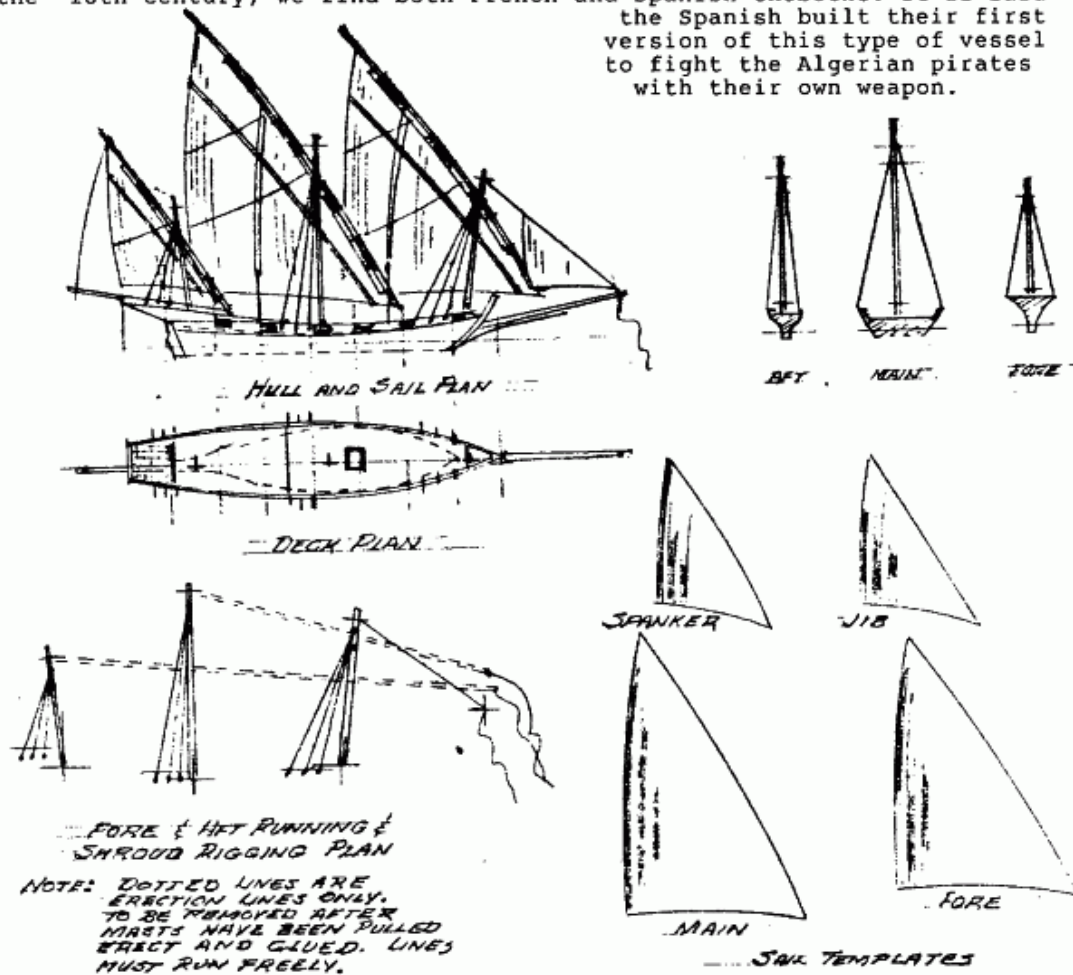 the Spanish built their first
version of this type of vessel
to fight the Algerian pirates
with their own weapon.
HULL AND SAIL PLAN
AFT
MAIN
FORE
DECK PLAN
SPANKER
JIB
FORE & AFT RUNNING &
SHROUD RIGGING PLAN
NOTE: DOTTED LINES ARE
ERECTION LINES ONLY.
TO BE REMOVED AFTER
MASTS HAVE BEEN PULLED
ERECT AND GLUED. LINES
MUST RUN FREELY.
MAIN
FORE
SAIL TEMPLATES